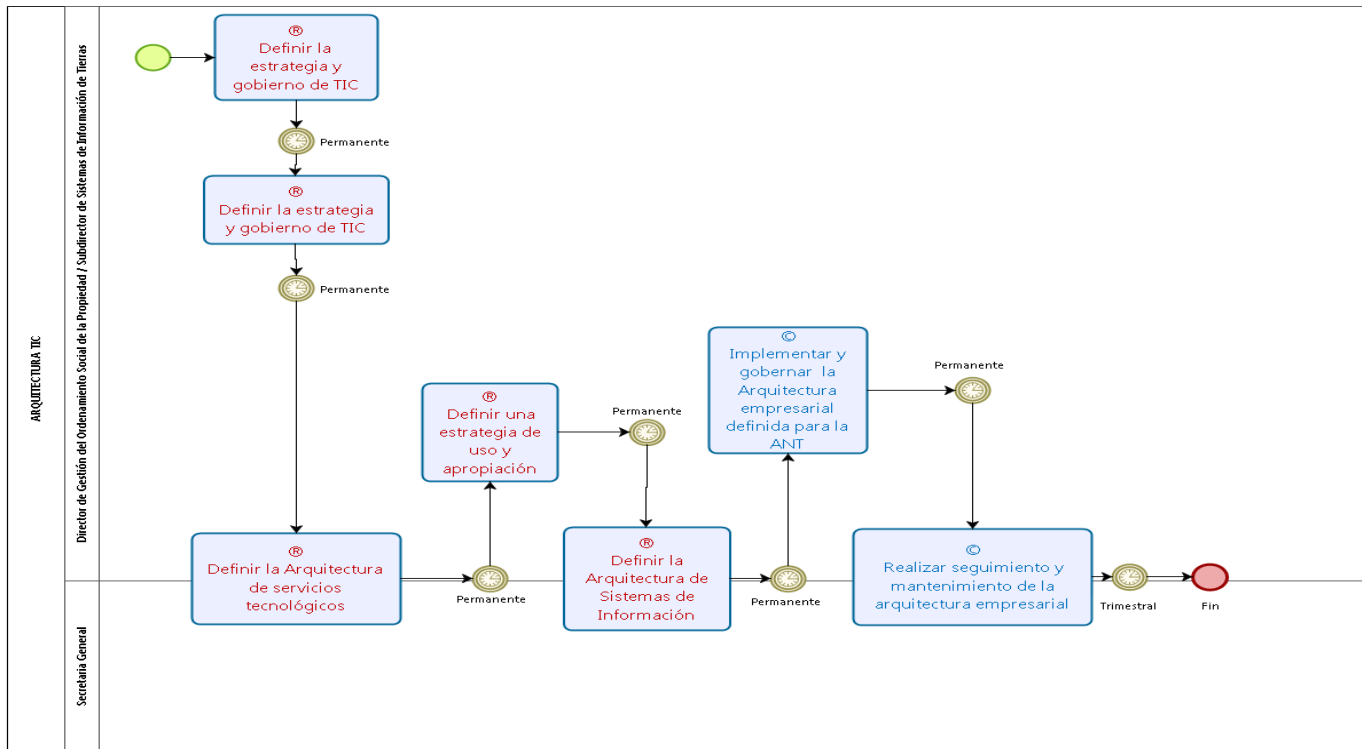 ARQUITECTURA TIC
Director de Gestión del Ordenamiento Social de la Propiedad / Subdirector de Sistemas de Información de Tierras
Secretaria General
®
Definir la
estrategia y
gobierno de TIC
Permanente
®
Definir la estrategia
y gobierno de TIC
Permanente
®
Definir la Arquitectura
de servicios
tecnológicos
Permanente
®
Definir una
estrategia de
uso y
apropiación
Permanente
®
Definir la
Arquitectura de
Sistemas de
Información
Permanente
©
Implementar y
gobernar la
Arquitectura
empresarial
definida para la
ANT
Permanente
©
Realizar seguimiento y
mantenimiento de la
arquitectura empresarial
Trimestral
Fin